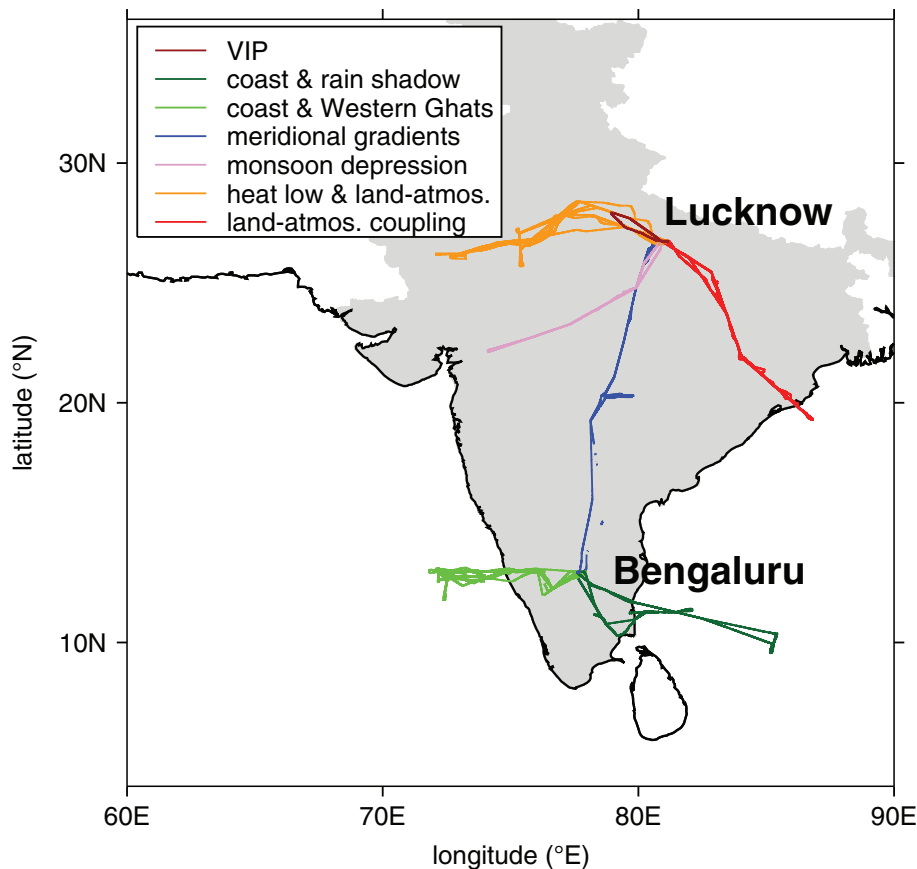 VIP
coast & rain shadow
coast & Western Ghats
meridional gradients
monsoon depression
heat low & land-atmos.
land-atmos. coupling
30N
20N
10N
latitude (°N)
Lucknow
Bengaluru
60E
70E
80E
90E
longitude (°E)